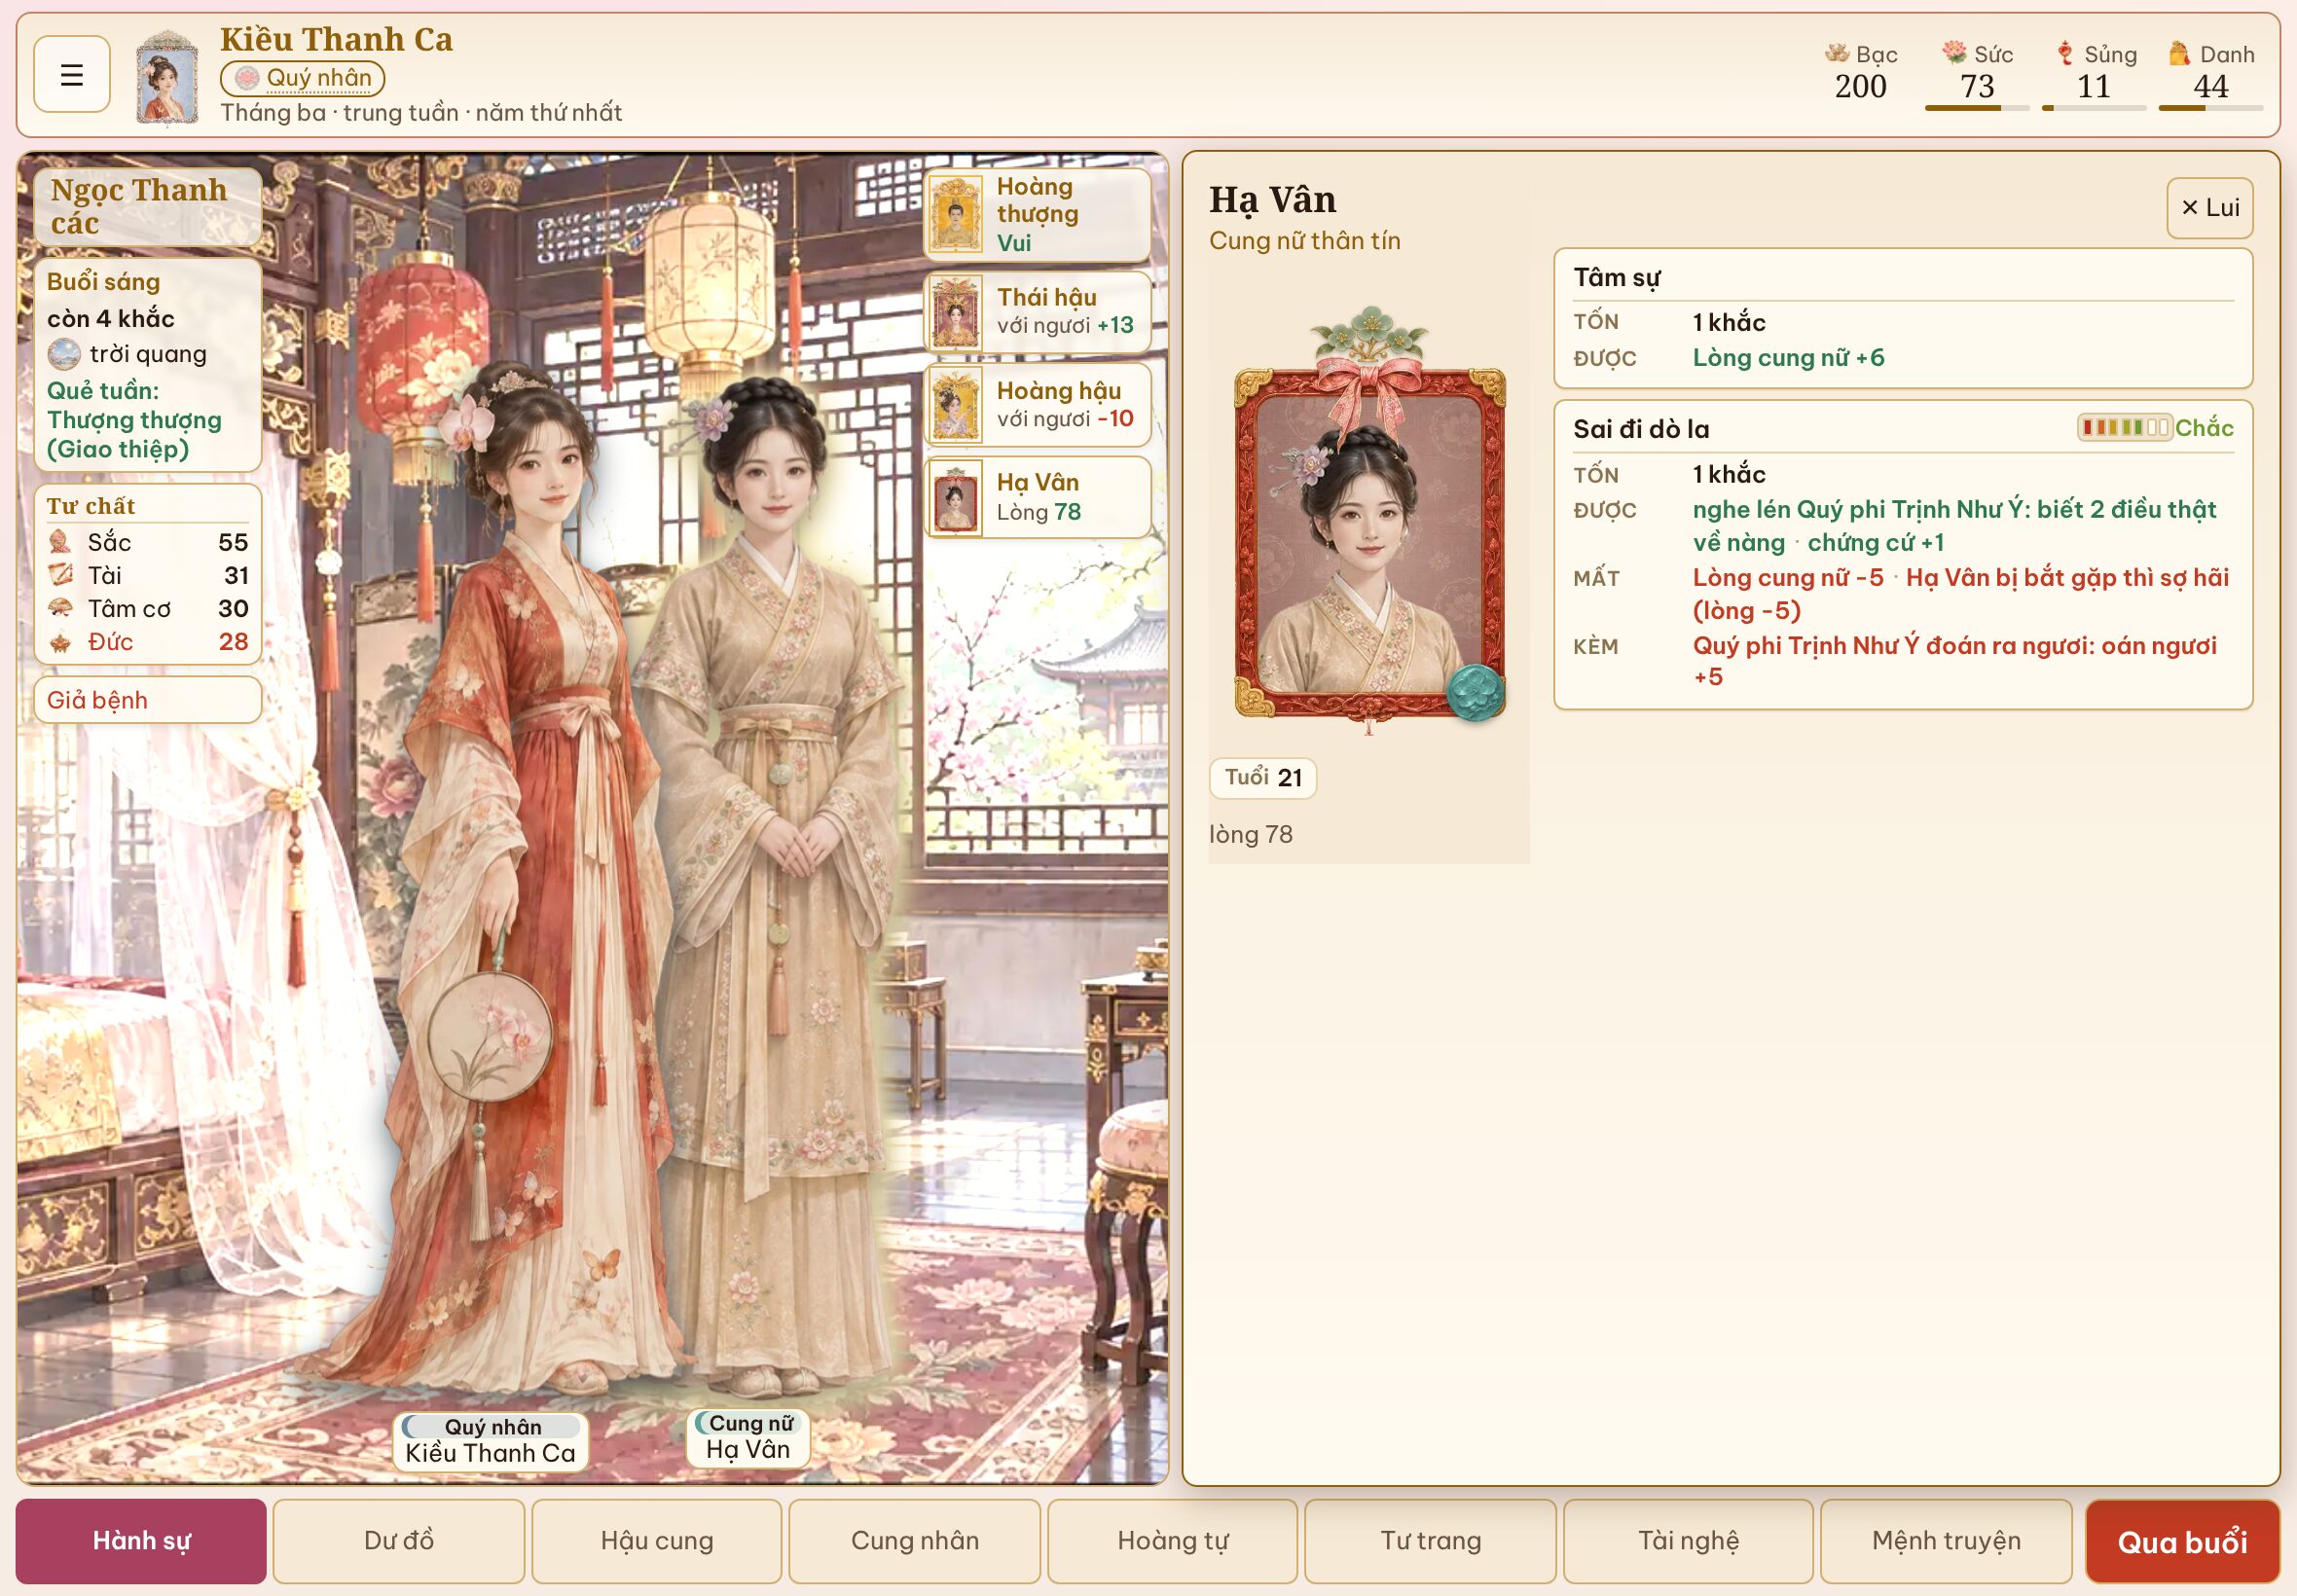 ☰
Kiều Thanh Ca
Quý nhân
Tháng ba · trung tuần · năm thứ nhất
Bạc
200
Sức
73
Sủng
11
Danh
44
Ngọc Thanh
các
Buổi sáng
còn 4 khắc
trời quang
Quẻ tuần:
Thượng thượng
(Giao thiệp)
Tư chất
Sắc 55
Tài 31
Tâm cơ 30
Đức 28
Giả bệnh
Hoàng
thượng
Vui
Thái hậu
với ngươi +13
Hoàng hậu
với ngươi -10
Hạ Vân
Lòng 78
Quý nhân
Kiều Thanh Ca
Cung nữ
Hạ Vân
Hạ Vân
Cung nữ thân tín
✕ Lui
Tuổi 21
lòng 78
Tâm sự
TỐN 1 khắc
ĐƯỢC Lòng cung nữ +6
Sai đi dò la Chắc
TỐN 1 khắc
ĐƯỢC nghe lén Quý phi Trịnh Như Ý: biết 2 điều thật
về nàng · chứng cứ +1
MẤT Lòng cung nữ -5 · Hạ Vân bị bắt gặp thì sợ hãi
(lòng -5)
KÈM Quý phi Trịnh Như Ý đoán ra ngươi: oán ngươi
+5
Hành sự
Dư đồ
Hậu cung
Cung nhân
Hoàng tự
Tư trang
Tài nghệ
Mệnh truyện
Qua buổi